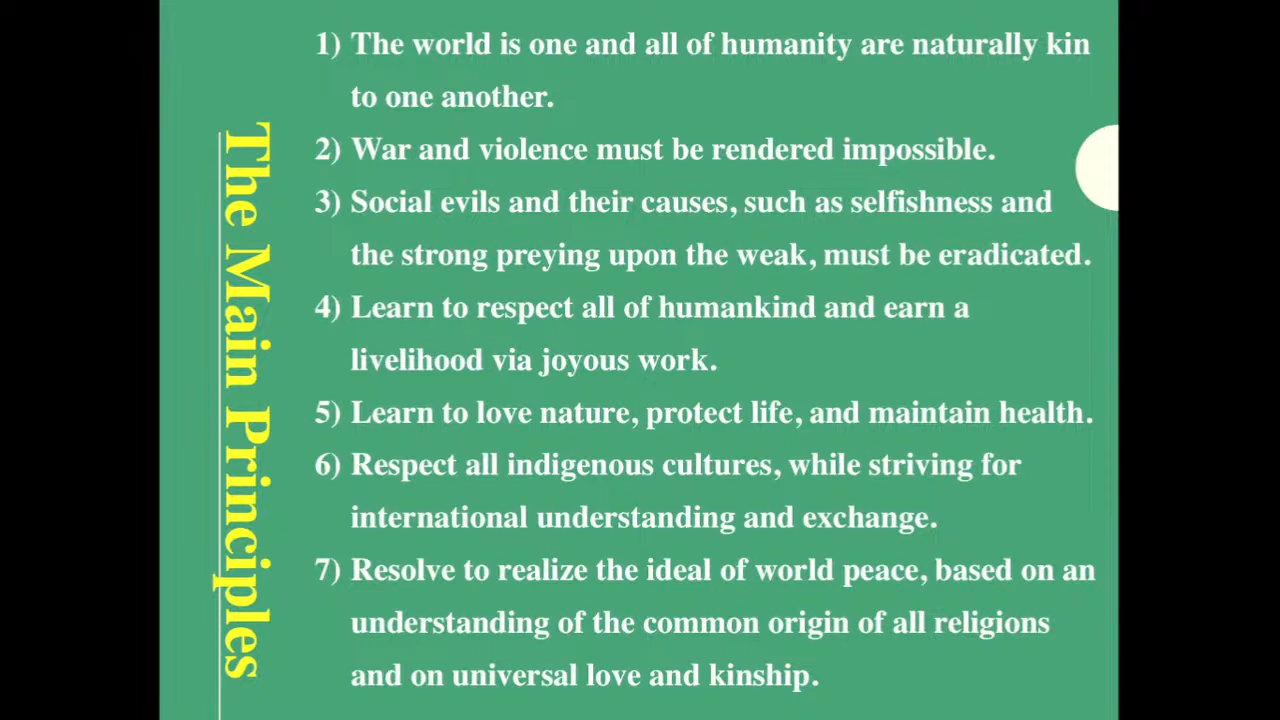 The Main Principles
1) The world is one and all of humanity are naturally kin
to one another.
2) War and violence must be rendered impossible.
3) Social evils and their causes, such as selfishness and
the strong preying upon the weak, must be eradicated.
4) Learn to respect all of humankind and earn a
livelihood via joyous work.
5) Learn to love nature, protect life, and maintain health.
6) Respect all indigenous cultures, while striving for
international understanding and exchange.
7) Resolve to realize the ideal of world peace, based on an
understanding of the common origin of all religions
and on universal love and kinship.